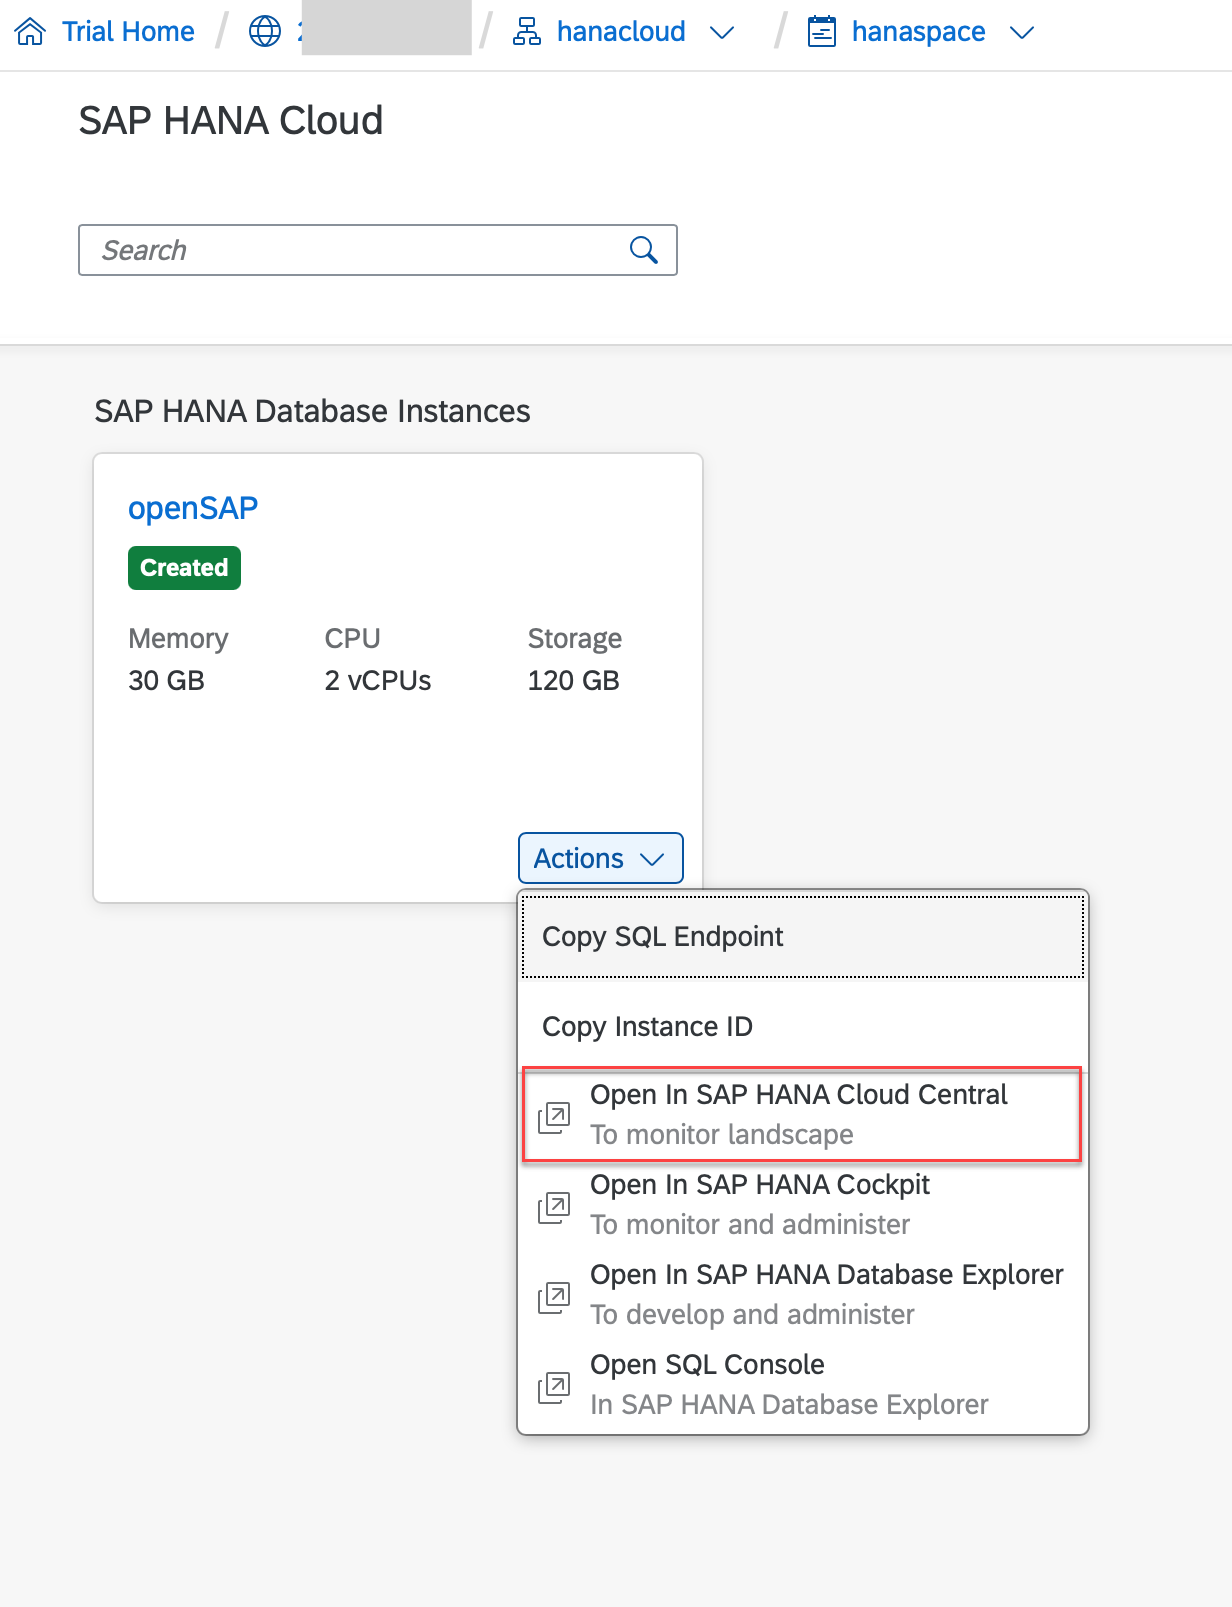 Trial Home / / hanacloud / hanaspace
SAP HANA Cloud
Search
SAP HANA Database Instances
openSAP
Created
Memory CPU Storage
30 GB 2 vCPUs 120 GB
Actions
Copy SQL Endpoint
Copy Instance ID
Open In SAP HANA Cloud Central
To monitor landscape
Open In SAP HANA Cockpit
To monitor and administer
Open In SAP HANA Database Explorer
To develop and administer
Open SQL Console
In SAP HANA Database Explorer